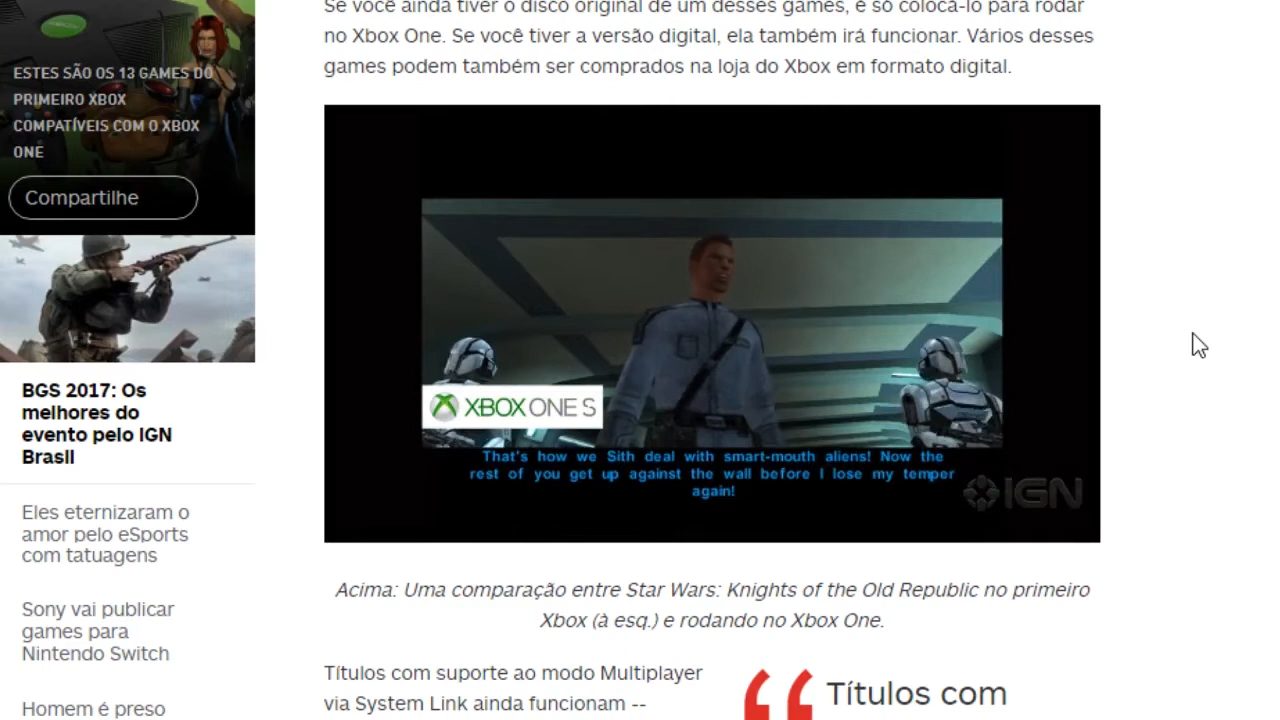 Se você ainda tiver o disco original de um desses games, é só colocá-lo para rodar
no Xbox One. Se você tiver a versão digital, ela também irá funcionar. Vários desses
games podem também ser comprados na loja do Xbox em formato digital.
ESTES SÃO OS 13 GAMES DO
PRIMEIRO XBOX
COMPATÍVEIS COM O XBOX
ONE
Compartilhe
BGS 2017: Os
melhores do
evento pelo IGN
Brasil
Eles eternizaram o
amor pelo eSports
com tatuagens
Sony vai publicar
games para
Nintendo Switch
Homem é preso
XBOX ONE S
That's how we Sith deal with smart-mouth aliens! Now the
rest of you get up against the wall before I lose my temper
again!
IGN
Acima: Uma comparação entre Star Wars: Knights of the Old Republic no primeiro
Xbox (à esq.) e rodando no Xbox One.
Títulos com suporte ao modo Multiplayer
via System Link ainda funcionam --
“ Títulos com